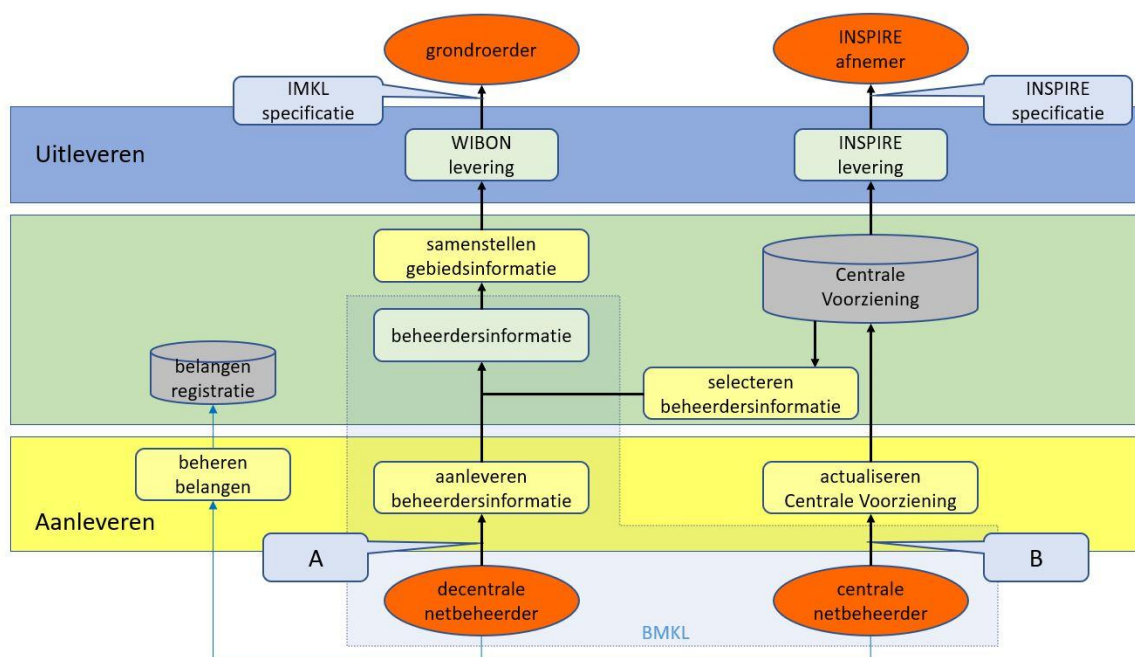 grondroerder
INSPIRE
afnemer
IMKL
specificatie
INSPIRE
specificatie
Uitleveren
WIBON
levering
INSPIRE
levering
samenstellen
gebiedsinformatie
Centrale
Voorziening
beheerdersinformatie
belangen
registratie
selecteren
beheerdersinformatie
beheren
belangen
aanleveren
beheerdersinformatie
actualiseren
Centrale Voorziening
Aanleveren
A
B
decentrale
netbeheerder
centrale
netbeheerder
BMKL